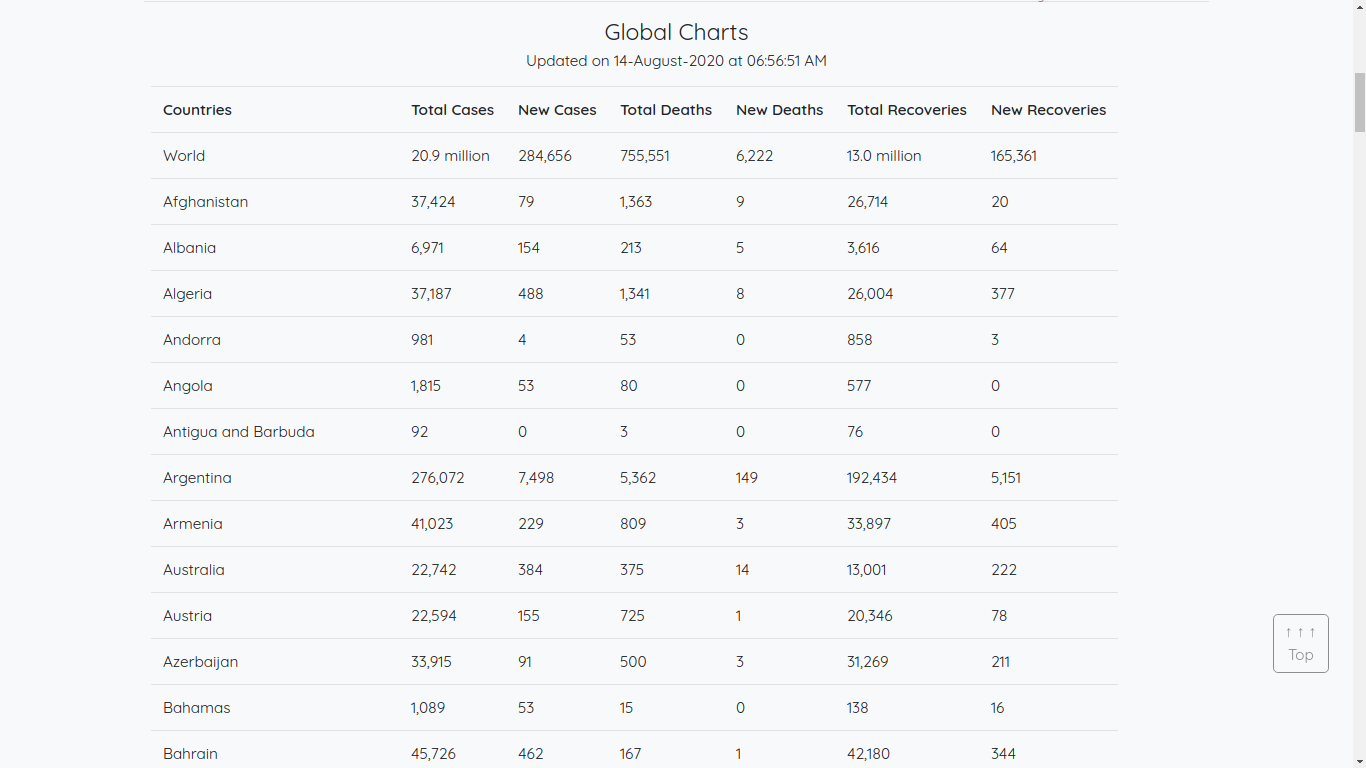 Global Charts
Updated on 14-August-2020 at 06:56:51 AM
Countries Total Cases New Cases Total Deaths New Deaths Total Recoveries New Recoveries
World 20.9 million 284,656 755,551 6,222 13.0 million 165,361
Afghanistan 37,424 79 1,363 9 26,714 20
Albania 6,971 154 213 5 3,616 64
Algeria 37,187 488 1,341 8 26,004 377
Andorra 981 4 53 0 858 3
Angola 1,815 53 80 0 577 0
Antigua and Barbuda 92 0 3 0 76 0
Argentina 276,072 7,498 5,362 149 192,434 5,151
Armenia 41,023 229 809 3 33,897 405
Australia 22,742 384 375 14 13,001 222
Austria 22,594 155 725 1 20,346 78
Azerbaijan 33,915 91 500 3 31,269 211
Bahamas 1,089 53 15 0 138 16
Bahrain 45,726 462 167 1 42,180 344
↑ ↑ ↑
Top